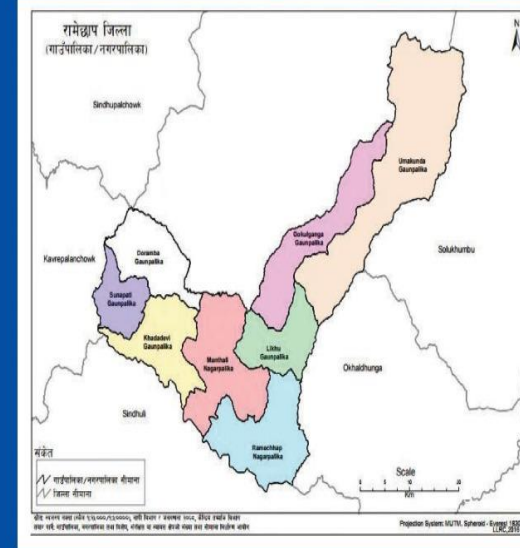 रामेछाप जिल्ला
(गाउँपालिका/नगरपालिका)
N
Sindhupalchowk
Umakunda
Gaunpalika
Gokulganga
Gaunpalika
Solukhumbu
Kavrepalanchowk
Doramba
Gaunpalika
Sunapati
Gaunpalika
Khadadevi
Gaunpalika
Manthali
Nagarpalika
Likhu
Gaunpalika
Okhaldhunga
Sindhuli
Ramechhap
Nagarpalika
संकेत
गाउँपालिका/नगरपालिका सीमाना
जिल्ला सीमाना
Scale
Km
Projection System: MUTM, Spheroid - Everest 1830